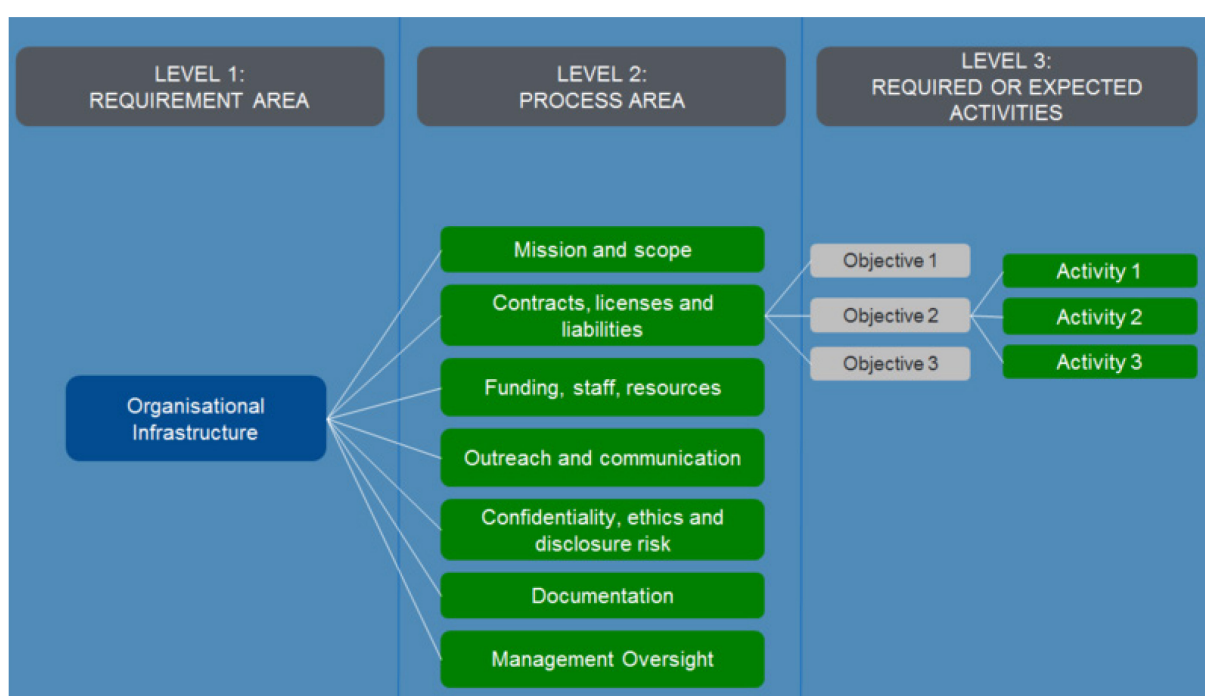 LEVEL 1:
REQUIREMENT AREA
LEVEL 2:
PROCESS AREA
LEVEL 3:
REQUIRED OR EXPECTED
ACTIVITIES
Organisational
Infrastructure
Mission and scope
Contracts, licenses and
liabilities
Funding, staff, resources
Outreach and communication
Confidentiality, ethics and
disclosure risk
Documentation
Management Oversight
Objective 1
Objective 2
Objective 3
Activity 1
Activity 2
Activity 3